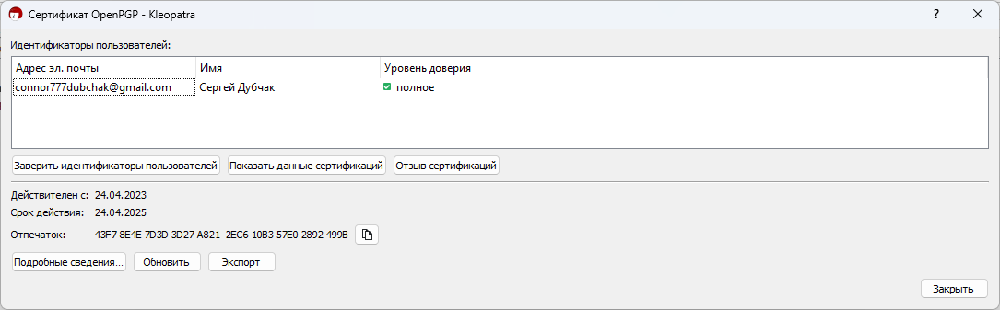 Сертификат OpenPGP - Kleopatra ?
Идентификаторы пользователей:
Адрес эл. почты Имя Уровень доверия
connor777dubchak@gmail.com Сергей Дубчак полное
Заверить идентификаторы пользователей Показать данные сертификаций Отзыв сертификаций
Действителен с: 24.04.2023
Срок действия: 24.04.2025
Отпечаток: 43F7 8E4E 7D3D 3D27 A821 2EC6 10B3 57E0 2892 499B
Подробные сведения... Обновить Экспорт
Закрыть